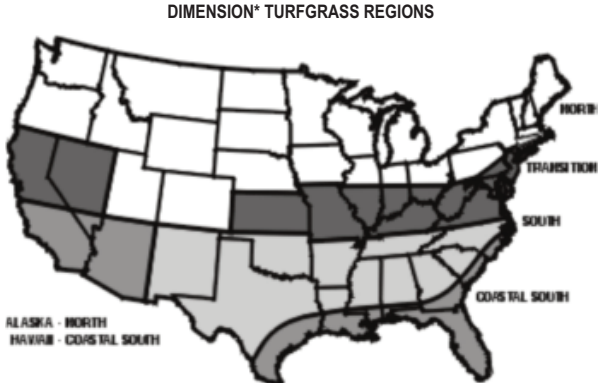 DIMENSION* TURFGRASS REGIONS
NORTH
TRANSITION
SOUTH
COASTAL SOUTH
ALASKA - NORTH
HAWAII - COASTAL SOUTH